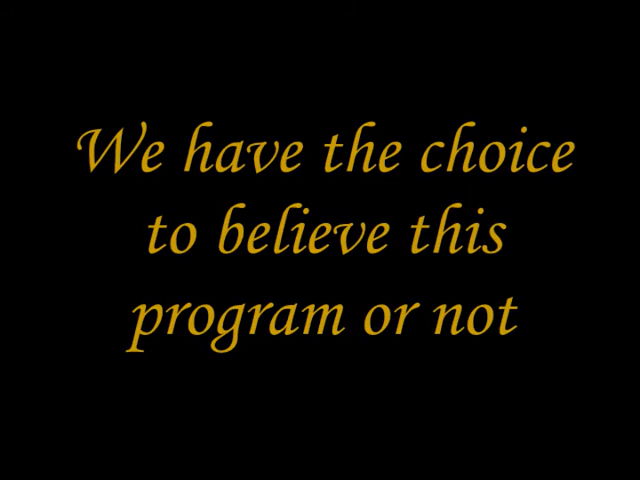 We have the choice
to believe this
program or not